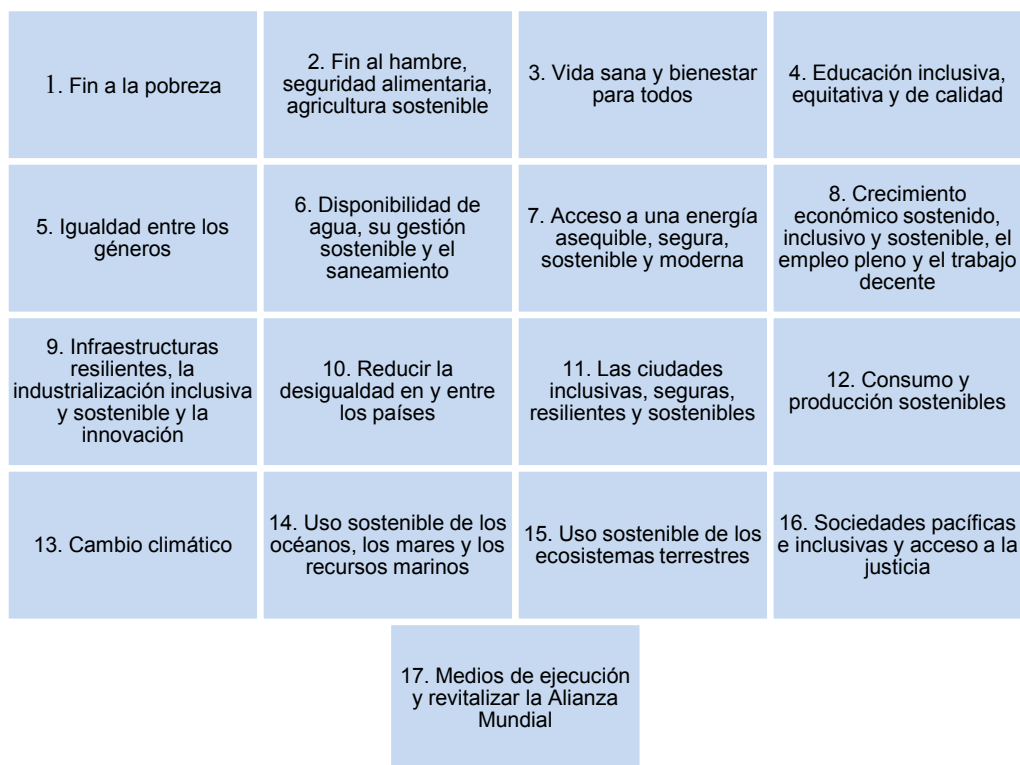 1. Fin a la pobreza
2. Fin al hambre,
seguridad alimentaria,
agricultura sostenible
3. Vida sana y bienestar
para todos
4. Educación inclusiva,
equitativa y de calidad
5. Igualdad entre los
géneros
6. Disponibilidad de
agua, su gestión
sostenible y el
saneamiento
7. Acceso a una energía
asequible, segura,
sostenible y moderna
8. Crecimiento
económico sostenido,
inclusivo y sostenible, el
empleo pleno y el trabajo
decente
9. Infraestructuras
resilientes, la
industrialización inclusiva
y sostenible y la
innovación
10. Reducir la
desigualdad en y entre
los países
11. Las ciudades
inclusivas, seguras,
resilientes y sostenibles
12. Consumo y
producción sostenibles
13. Cambio climático
14. Uso sostenible de los
océanos, los mares y los
recursos marinos
15. Uso sostenible de los
ecosistemas terrestres
16. Sociedades pacíficas
e inclusivas y acceso a la
justicia
17. Medios de ejecución
y revitalizar la Alianza
Mundial